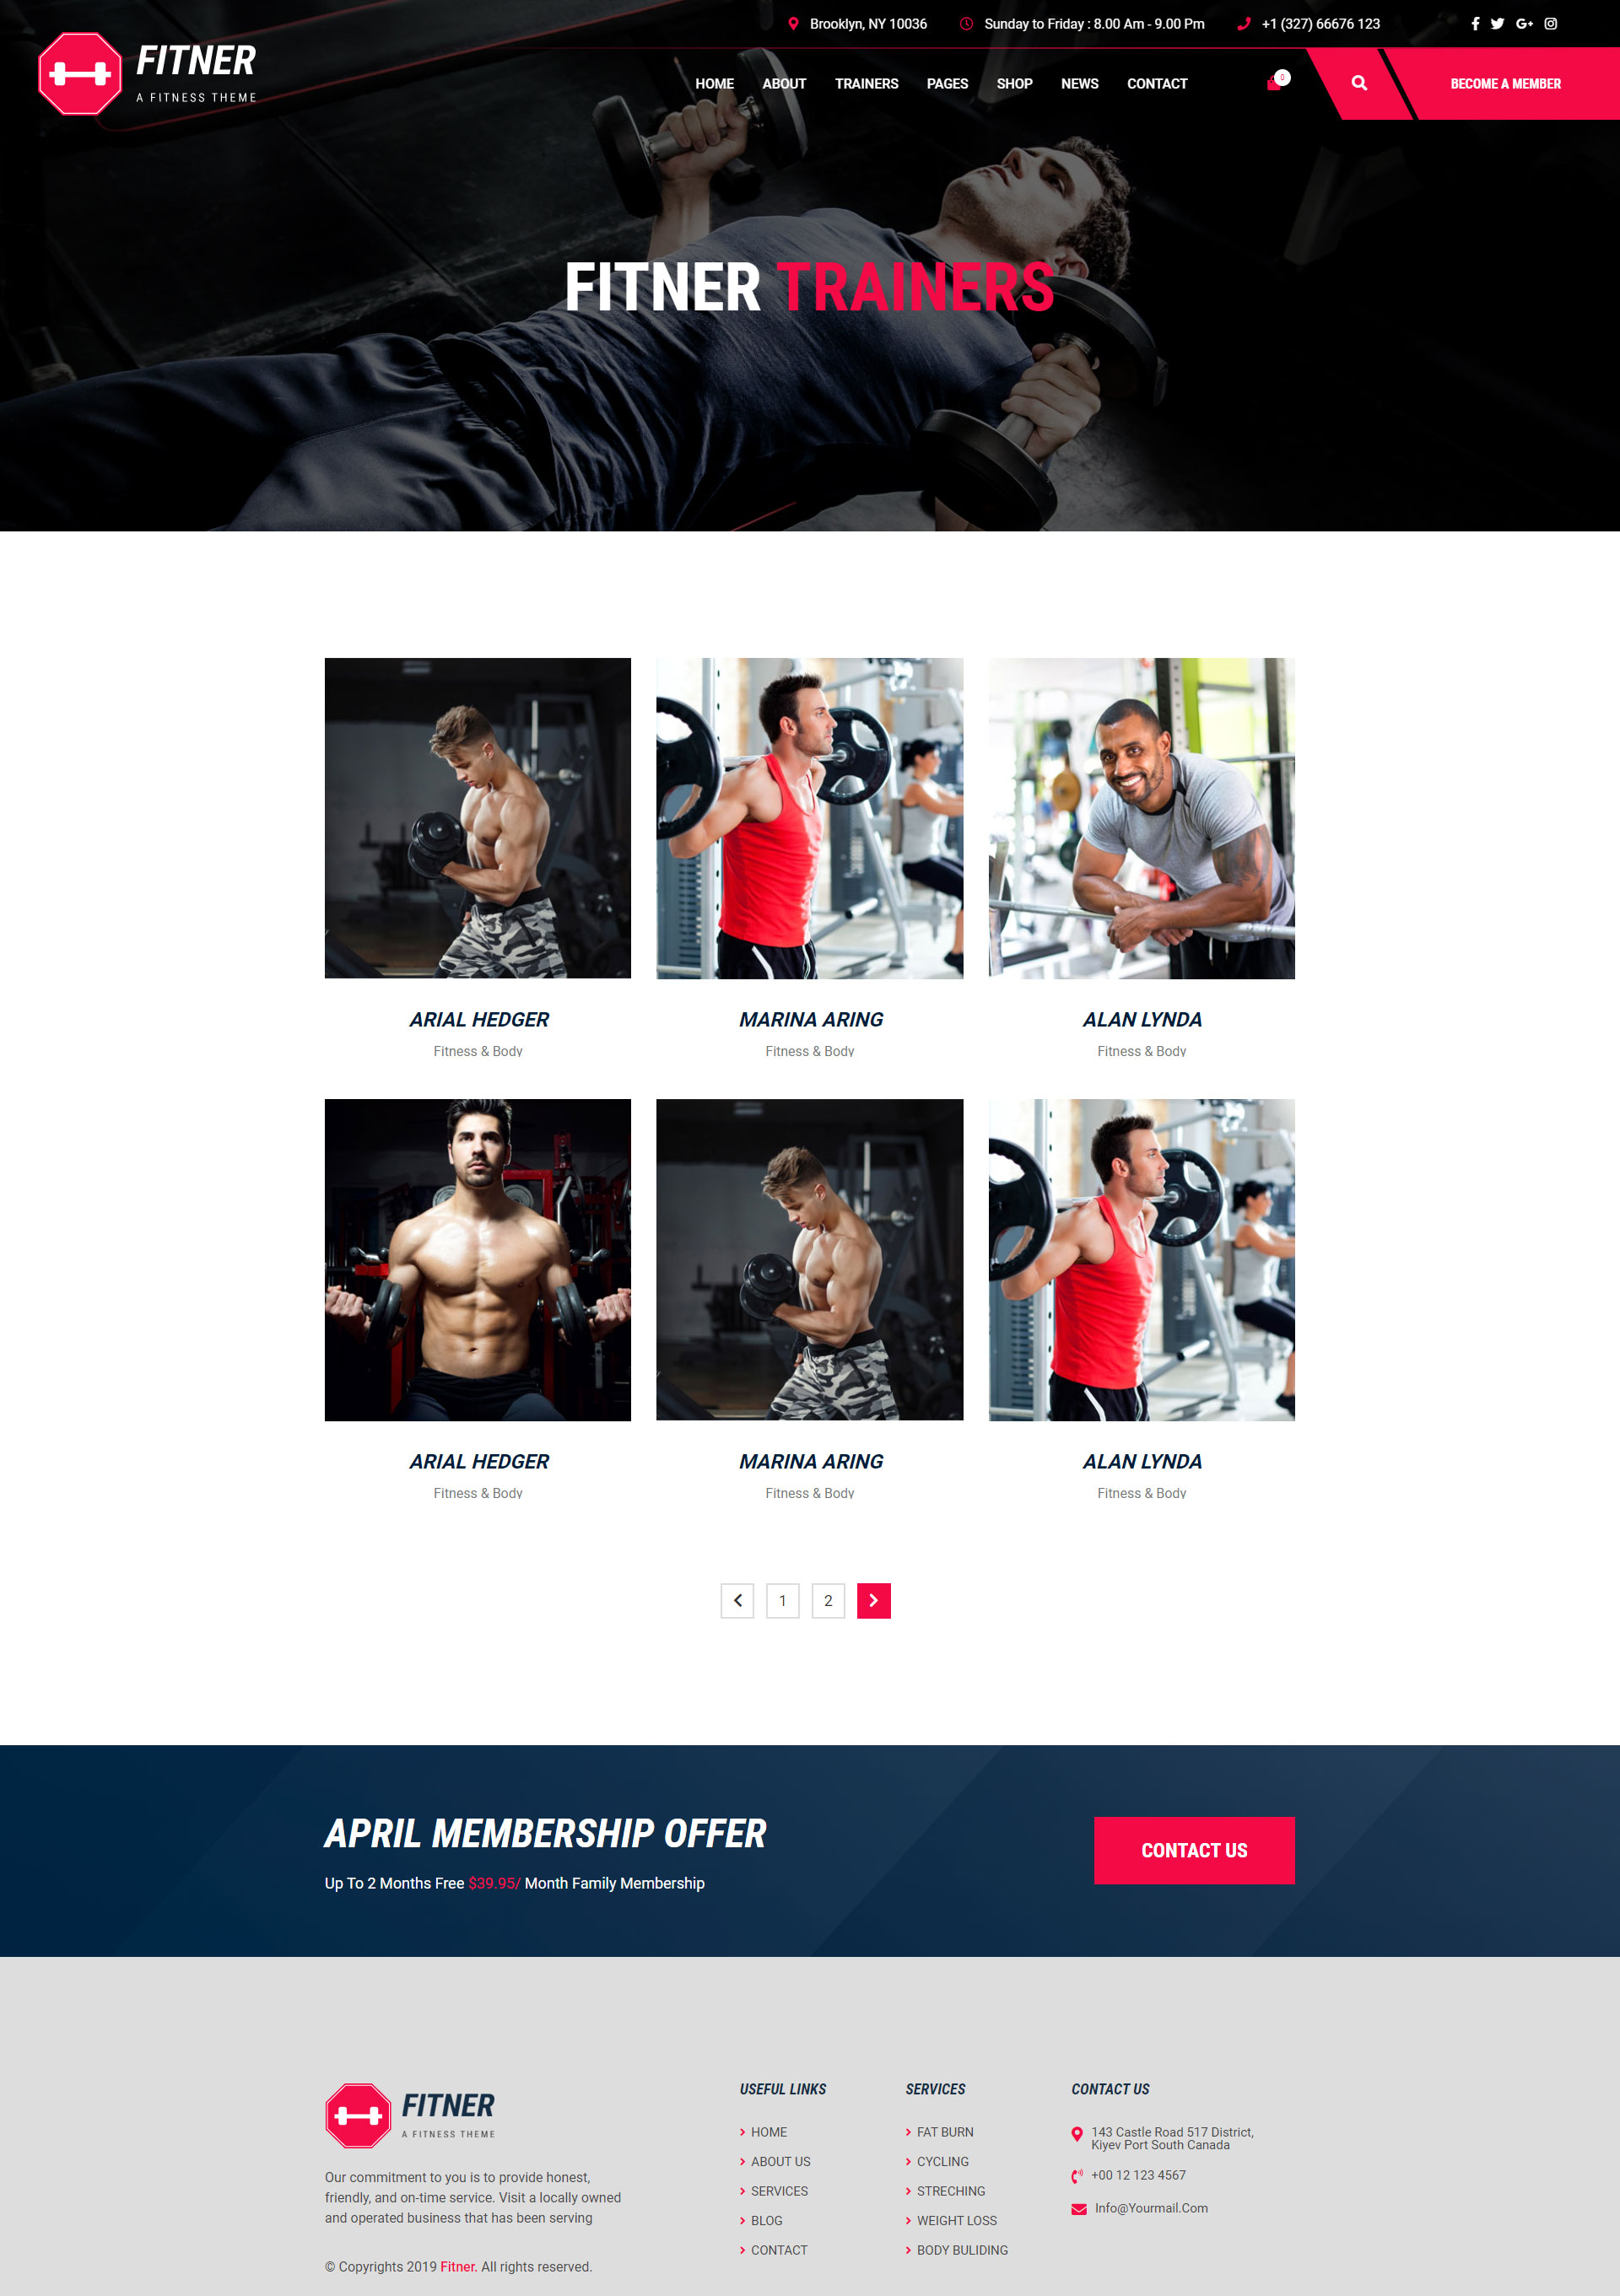 Brooklyn, NY 10036 Sunday to Friday : 8.00 Am - 9.00 Pm +1 (327) 66676 123
FITNER
A FITNESS THEME
HOME ABOUT TRAINERS PAGES SHOP NEWS CONTACT 0 BECOME A MEMBER
FITNER TRAINERS
ARIAL HEDGER
Fitness & Body
MARINA ARING
Fitness & Body
ALAN LYNDA
Fitness & Body
ARIAL HEDGER
Fitness & Body
MARINA ARING
Fitness & Body
ALAN LYNDA
Fitness & Body
1 2
APRIL MEMBERSHIP OFFER
Up To 2 Months Free $39.95/ Month Family Membership
CONTACT US
FITNER
A FITNESS THEME
Our commitment to you is to provide honest,
friendly, and on-time service. Visit a locally owned
and operated business that has been serving
© Copyrights 2019 Fitner. All rights reserved.
USEFUL LINKS
HOME
ABOUT US
SERVICES
BLOG
CONTACT
SERVICES
FAT BURN
CYCLING
STRECHING
WEIGHT LOSS
BODY BULIDING
CONTACT US
143 Castle Road 517 District,
Kiyev Port South Canada
+00 12 123 4567
Info@Yourmail.Com